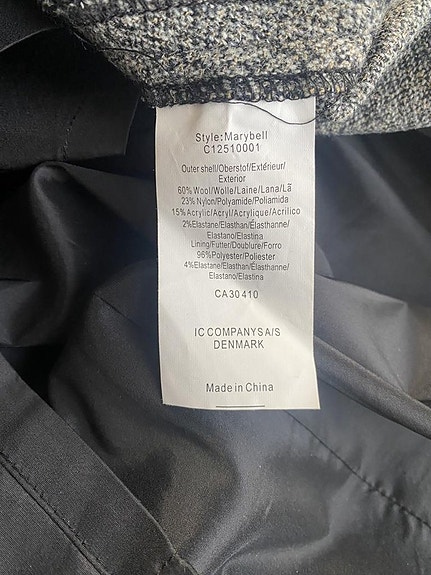 Style:Marybell
C12510001
Outer shell/Oberstof/Extérieur/
Exterior
60%Wool/Wolle/Laine/Lana/Lã
23%Nylon/Polyamide/Poliamida
15%Acrylic/Acryl/Acrylique/Acrilico
2%Elastane/Elasthan/Élasthanne/
Elastano/Elastina
Lining/Futter/Doublure/Forro
96%Polyester/Poliester
4%Elastane/Elasthan/Élasthanne/
Elastano/Elastina
CA30410
IC COMPANYS A/S
DENMARK
Made in China